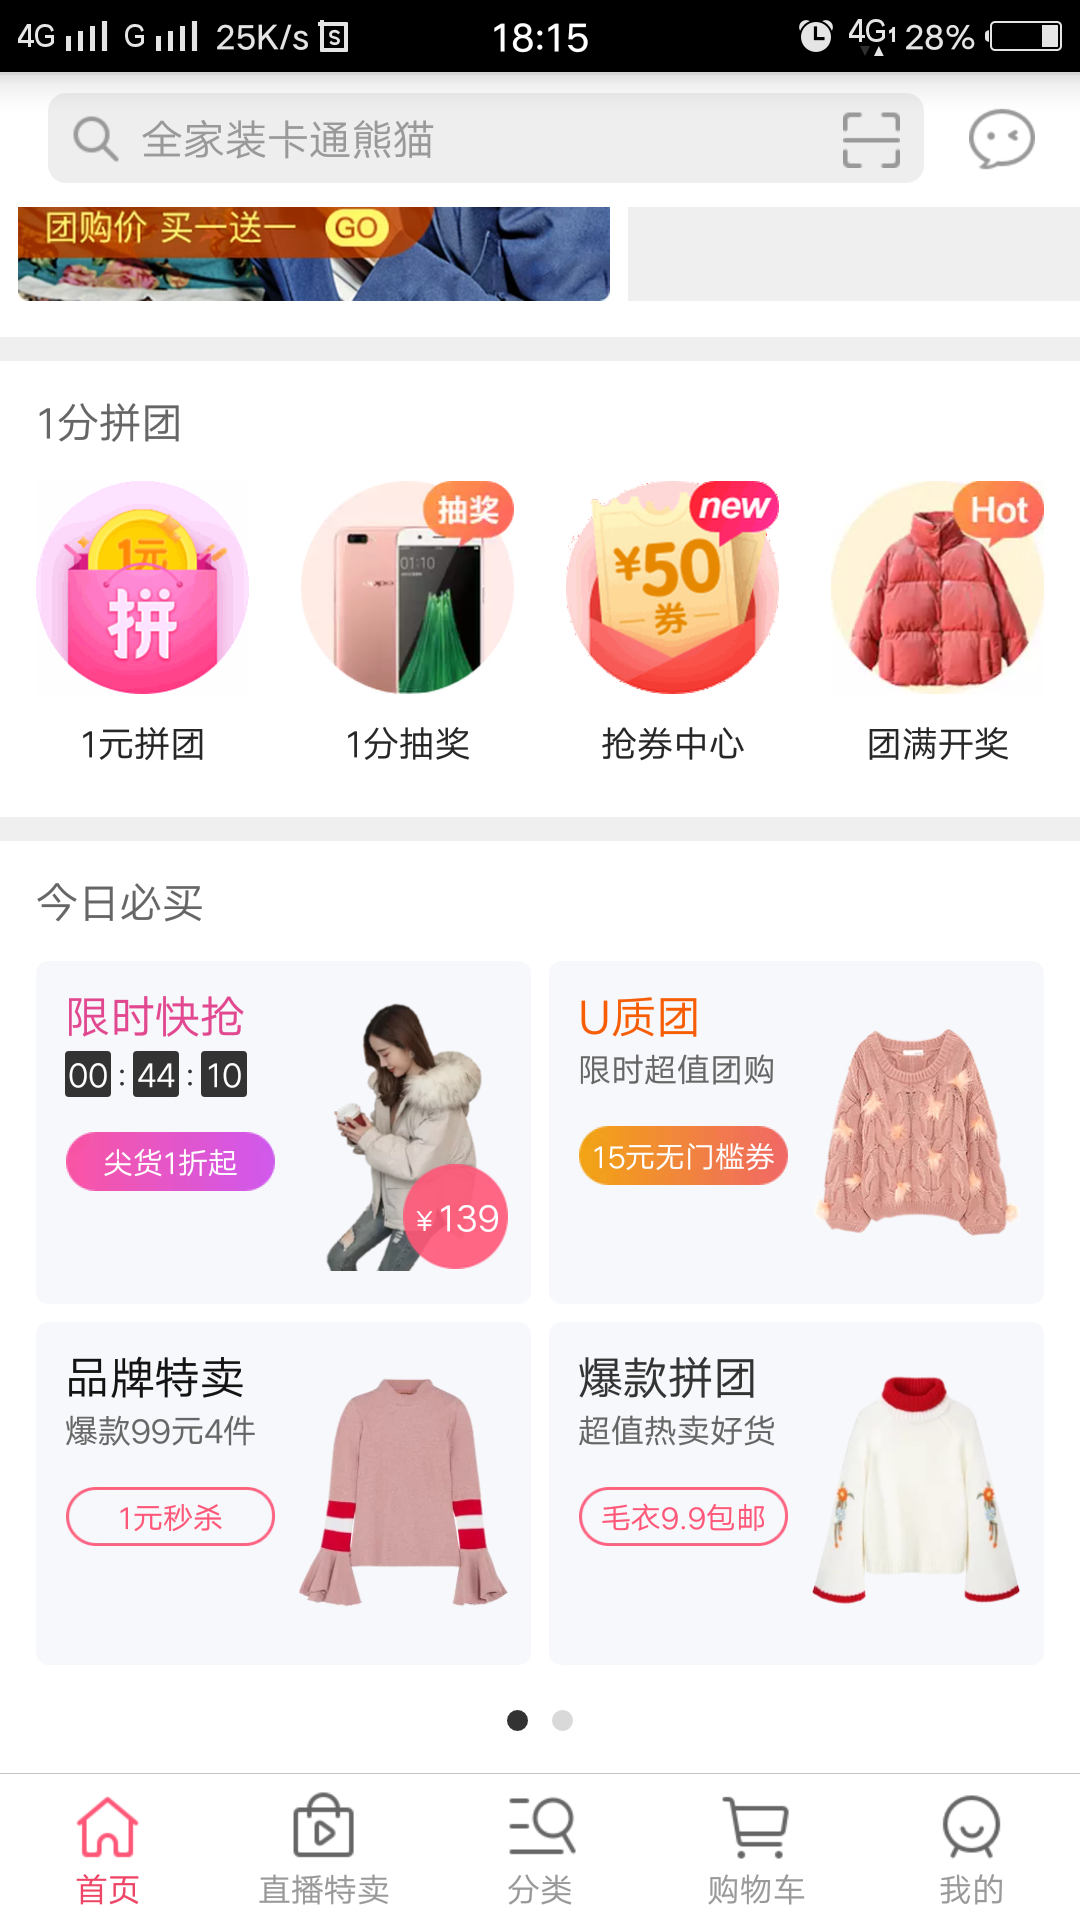 4G G 25K/s S 18:15 4G1 28%
全家装卡通熊猫
团购价 买一送一 GO
1分拼团
1元
拼
抽奖
01:10
oppo
new
¥50
券
Hot
1元拼团 1分抽奖 抢券中心 团满开奖
今日必买
限时快抢
00 : 44 : 10
尖货1折起
¥139
U质团
限时超值团购
15元无门槛券
品牌特卖
爆款99元4件
1元秒杀
爆款拼团
超值热卖好货
毛衣9.9包邮
首页 直播特卖 分类 购物车 我的